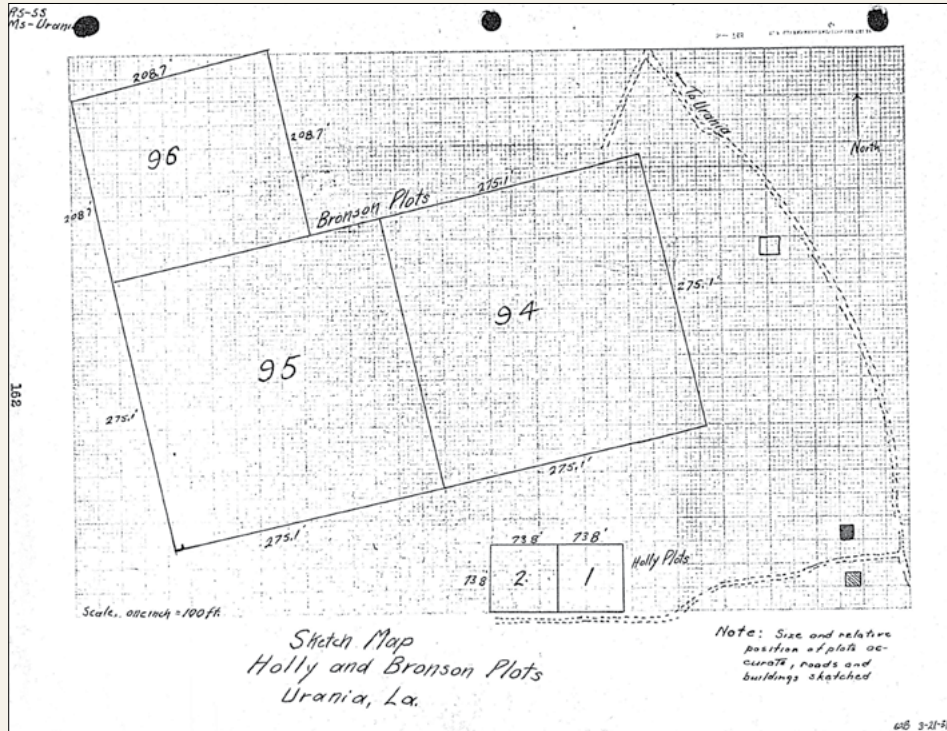 RS-SS
MS-Urania
208.7'
208.7'
To Urania
North
96
208.7'
275.1'
Bronson Plots
275.1'
94
95
162
275.1'
275.1'
275.1'
73.8'
73.8'
Holly Plots
73.8
2
1
Scale, one inch = 100 ft.
Sketch Map
Holly and Bronson Plots
Urania, La.
Note: Size and relative
position of plots ac-
curate, roads and
buildings sketched